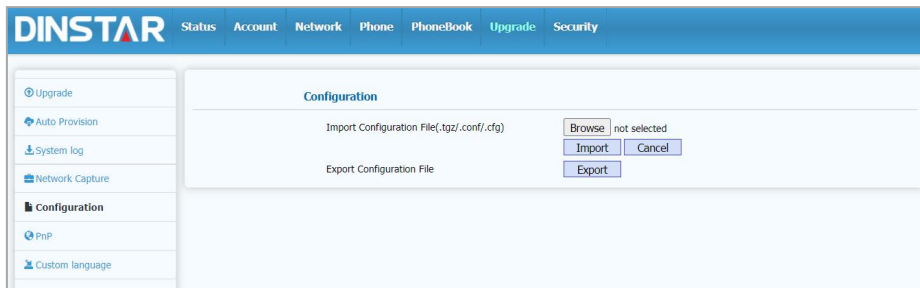 DINSTAR Status Account Network Phone PhoneBook Upgrade Security
Upgrade
Auto Provision
System log
Network Capture
Configuration
PnP
Custom language
Configuration
Import Configuration File(.tgz/.conf/.cfg) Browse not selected
Import Cancel
Export Configuration File Export